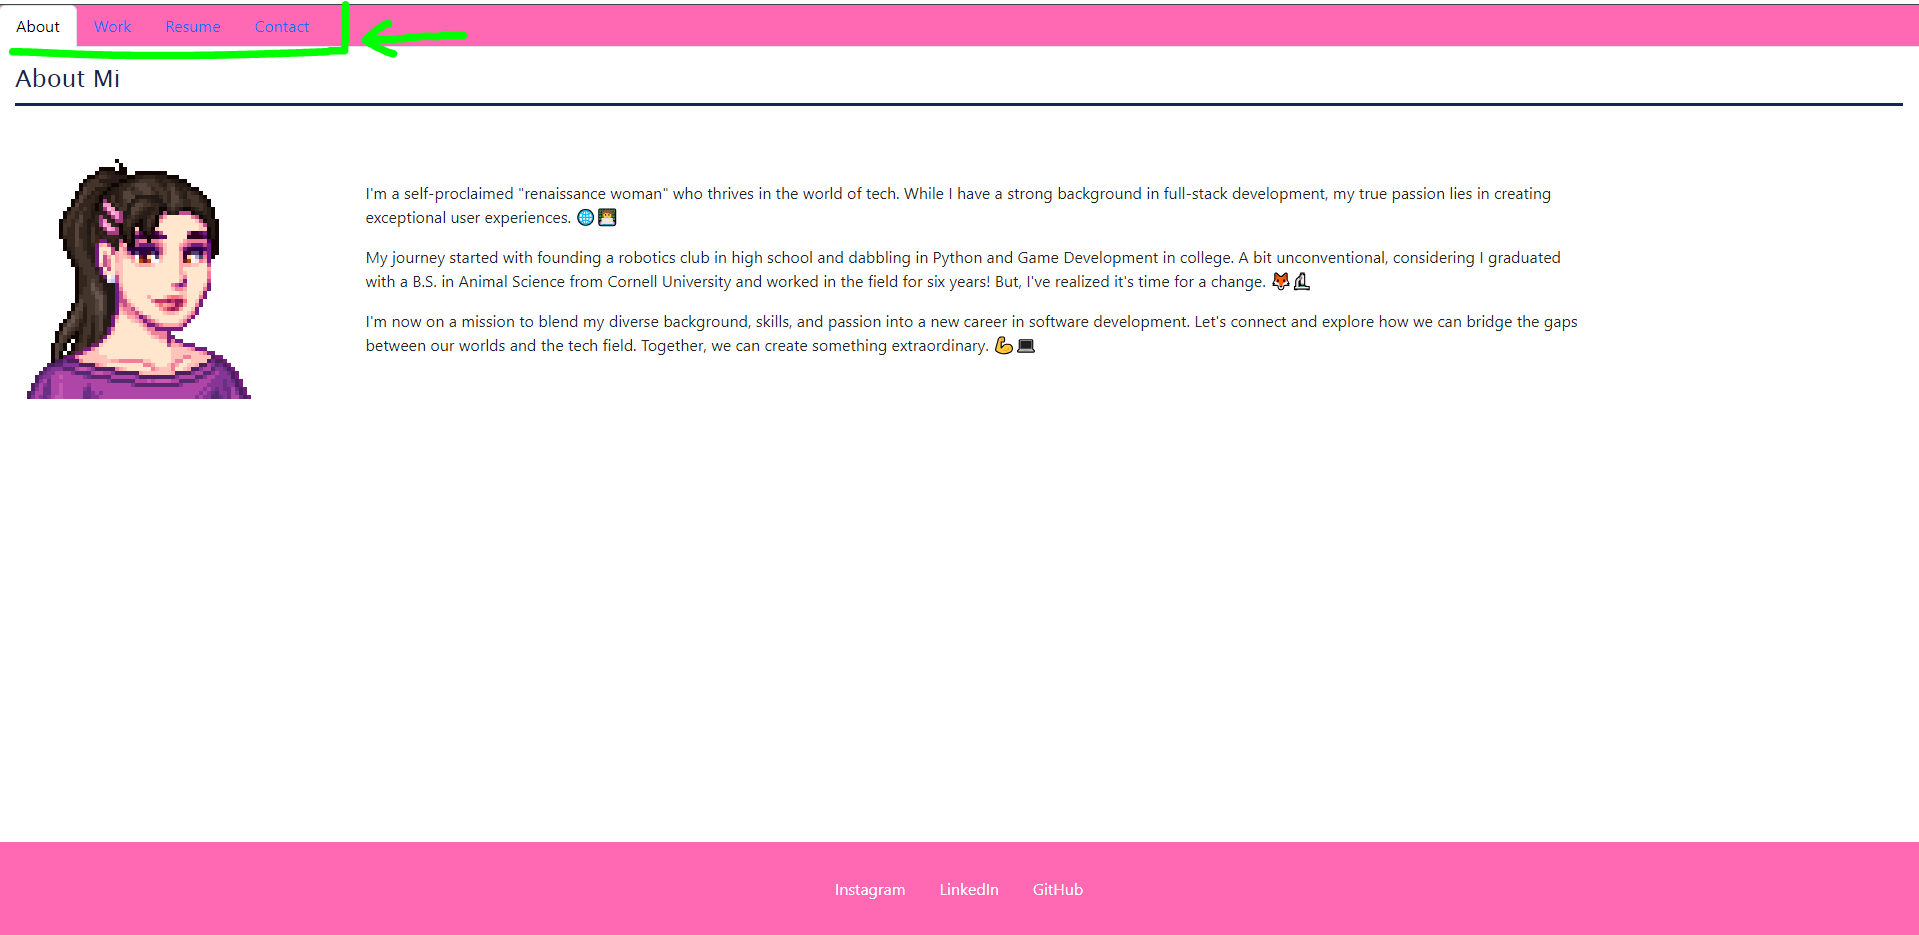 About Work Resume Contact
About Mi
I'm a self-proclaimed "renaissance woman" who thrives in the world of tech. While I have a strong background in full-stack development, my true passion lies in creating
exceptional user experiences. 🌐👨‍💻
My journey started with founding a robotics club in high school and dabbling in Python and Game Development in college. A bit unconventional, considering I graduated
with a B.S. in Animal Science from Cornell University and worked in the field for six years! But, I've realized it's time for a change. 🦊🔬
I'm now on a mission to blend my diverse background, skills, and passion into a new career in software development. Let's connect and explore how we can bridge the gaps
between our worlds and the tech field. Together, we can create something extraordinary. 💪💻
Instagram LinkedIn GitHub